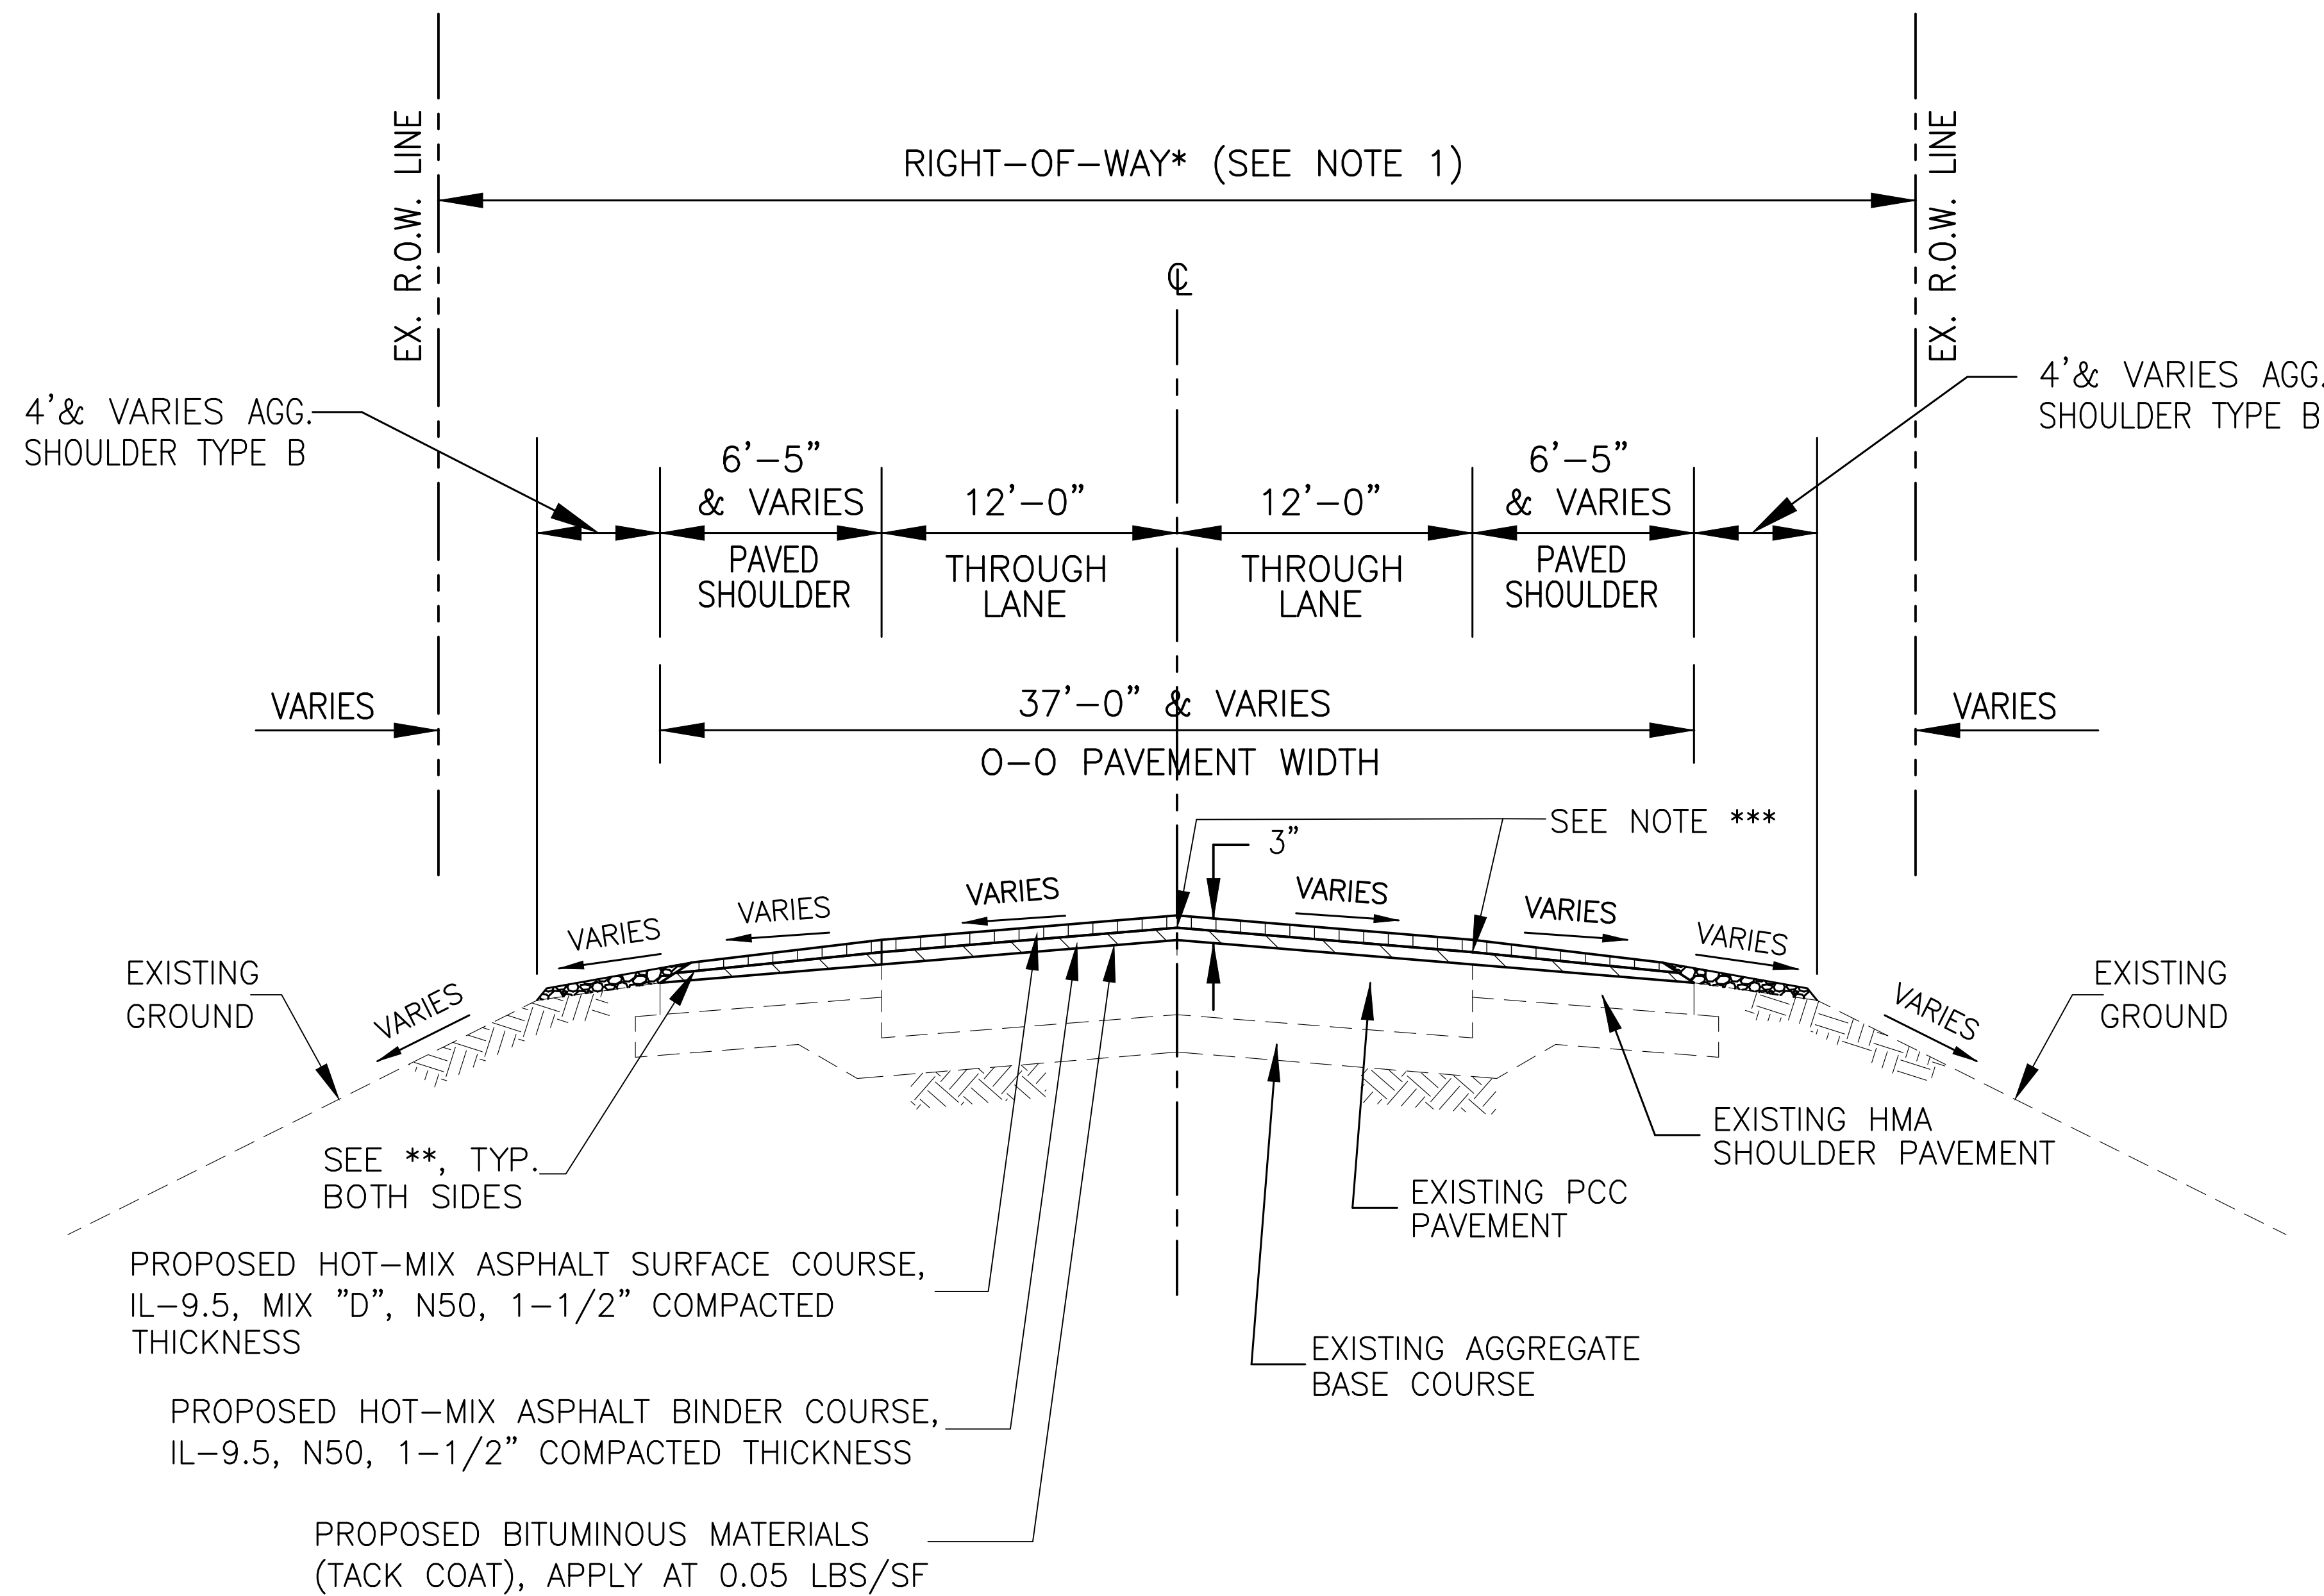 EX. R.O.W. LINE
RIGHT-OF-WAY* (SEE NOTE 1)
EX. R.O.W. LINE
℄
4'& VARIES AGG.
SHOULDER TYPE B
4'& VARIES AGG.
SHOULDER TYPE B
6'-5"
& VARIES
PAVED
SHOULDER
12'-0"
THROUGH
LANE
12'-0"
THROUGH
LANE
6'-5"
& VARIES
PAVED
SHOULDER
VARIES
37'-0" & VARIES
O-O PAVEMENT WIDTH
VARIES
SEE NOTE ***
3"
VARIES
VARIES
VARIES
VARIES
VARIES
VARIES
VARIES
VARIES
EXISTING
GROUND
EXISTING
GROUND
SEE **, TYP.
BOTH SIDES
EXISTING HMA
SHOULDER PAVEMENT
EXISTING PCC
PAVEMENT
PROPOSED HOT-MIX ASPHALT SURFACE COURSE,
IL-9.5, MIX "D", N50, 1-1/2" COMPACTED
THICKNESS
EXISTING AGGREGATE
BASE COURSE
PROPOSED HOT-MIX ASPHALT BINDER COURSE,
IL-9.5, N50, 1-1/2" COMPACTED THICKNESS
PROPOSED BITUMINOUS MATERIALS
(TACK COAT), APPLY AT 0.05 LBS/SF